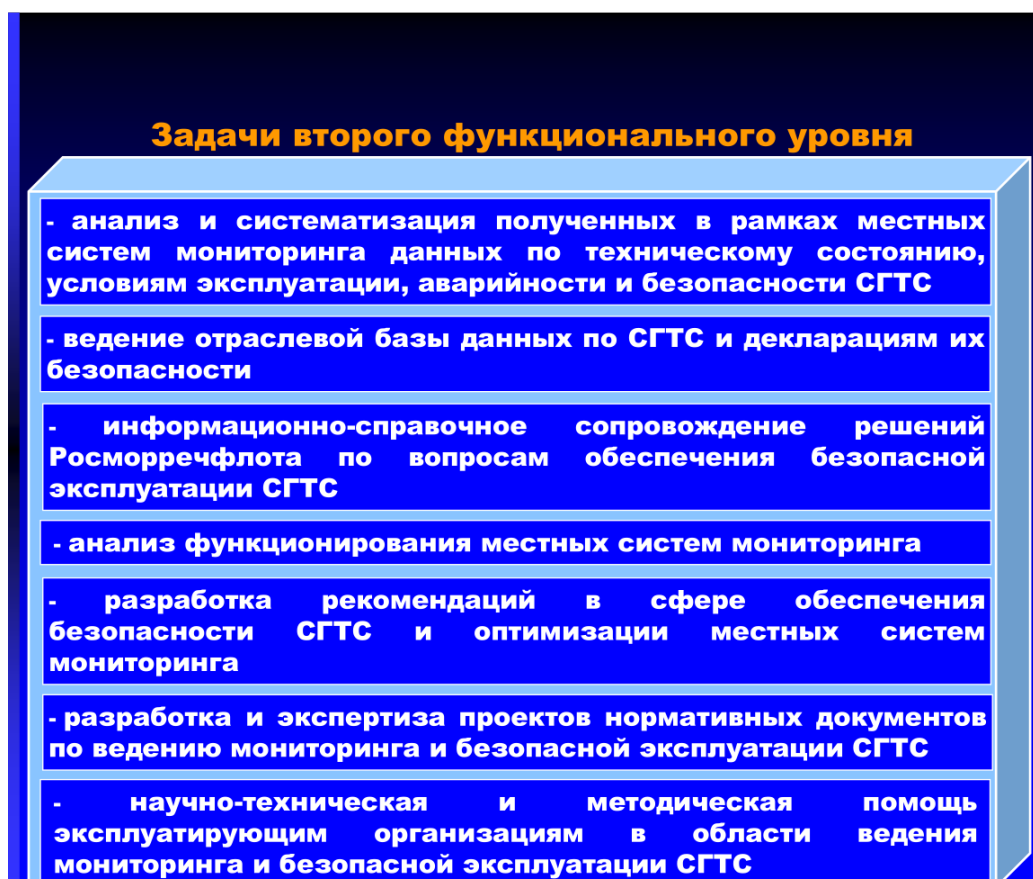 Задачи второго функционального уровня
- анализ и систематизация полученных в рамках местных
систем мониторинга данных по техническому состоянию,
условиям эксплуатации, аварийности и безопасности СГТС
- ведение отраслевой базы данных по СГТС и декларациям их
безопасности
- информационно-справочное сопровождение решений
Росморречфлота по вопросам обеспечения безопасной
эксплуатации СГТС
- анализ функционирования местных систем мониторинга
- разработка рекомендаций в сфере обеспечения
безопасности СГТС и оптимизации местных систем
мониторинга
- разработка и экспертиза проектов нормативных документов
по ведению мониторинга и безопасной эксплуатации СГТС
- научно-техническая и методическая помощь
эксплуатирующим организациям в области ведения
мониторинга и безопасной эксплуатации СГТС